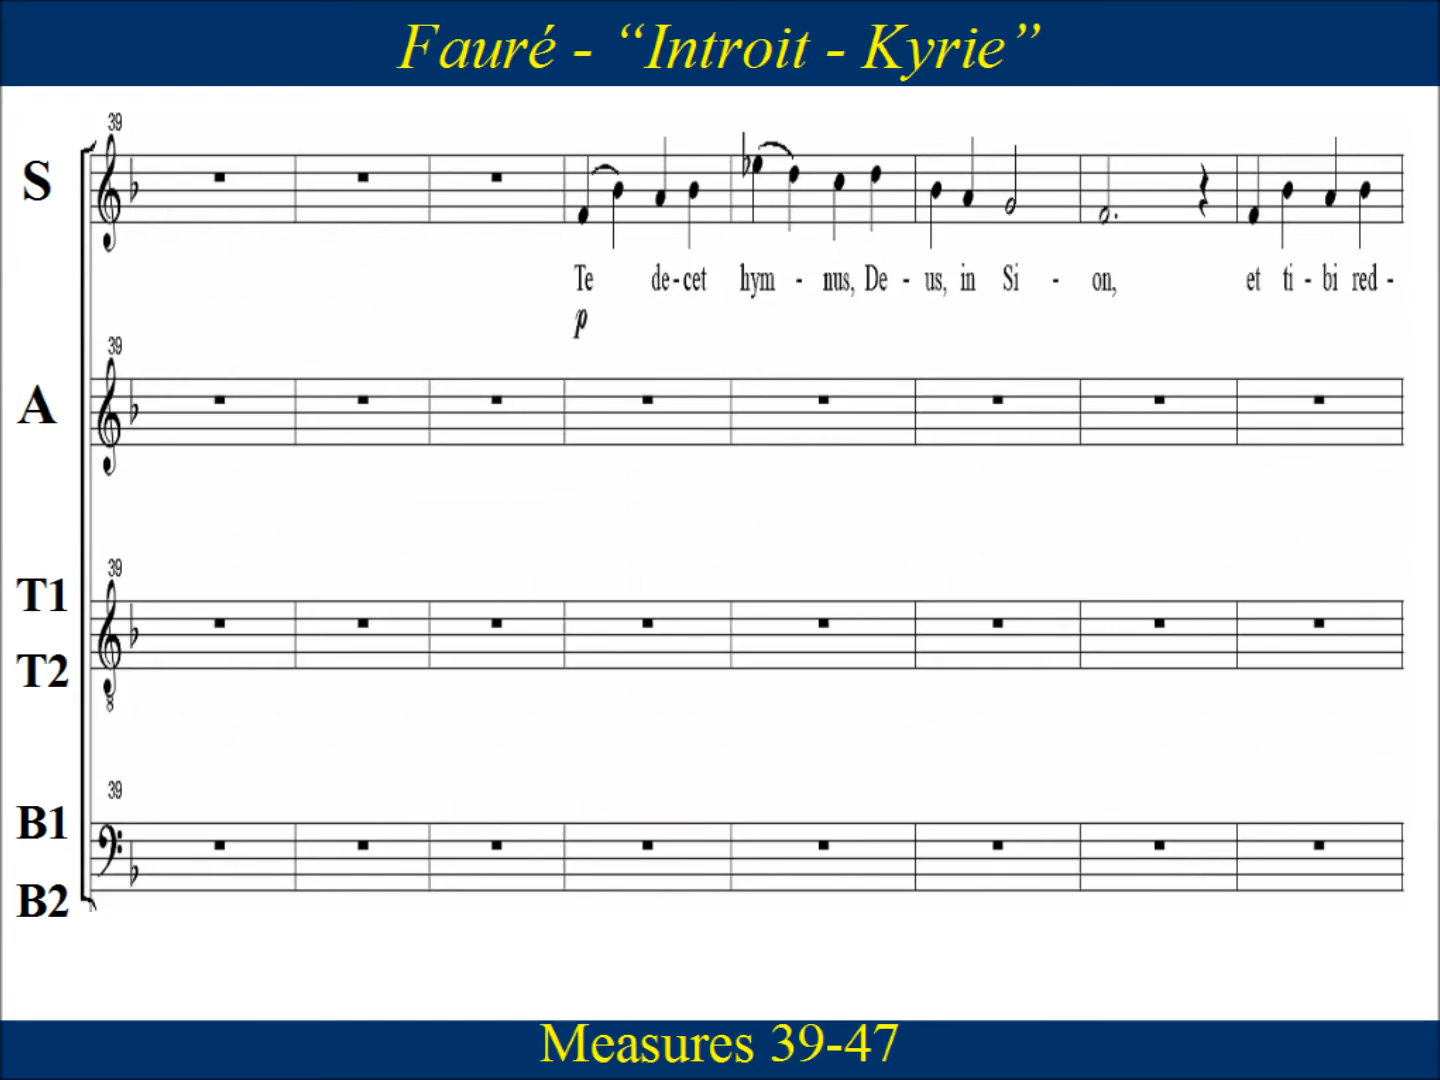 Fauré - “Introit - Kyrie”
39
S
Te de - cet hym - nus, De - us, in Si - on, et ti - bi red -
p
39
A
39
T1
T2
8
39
B1
B2
Measures 39-47